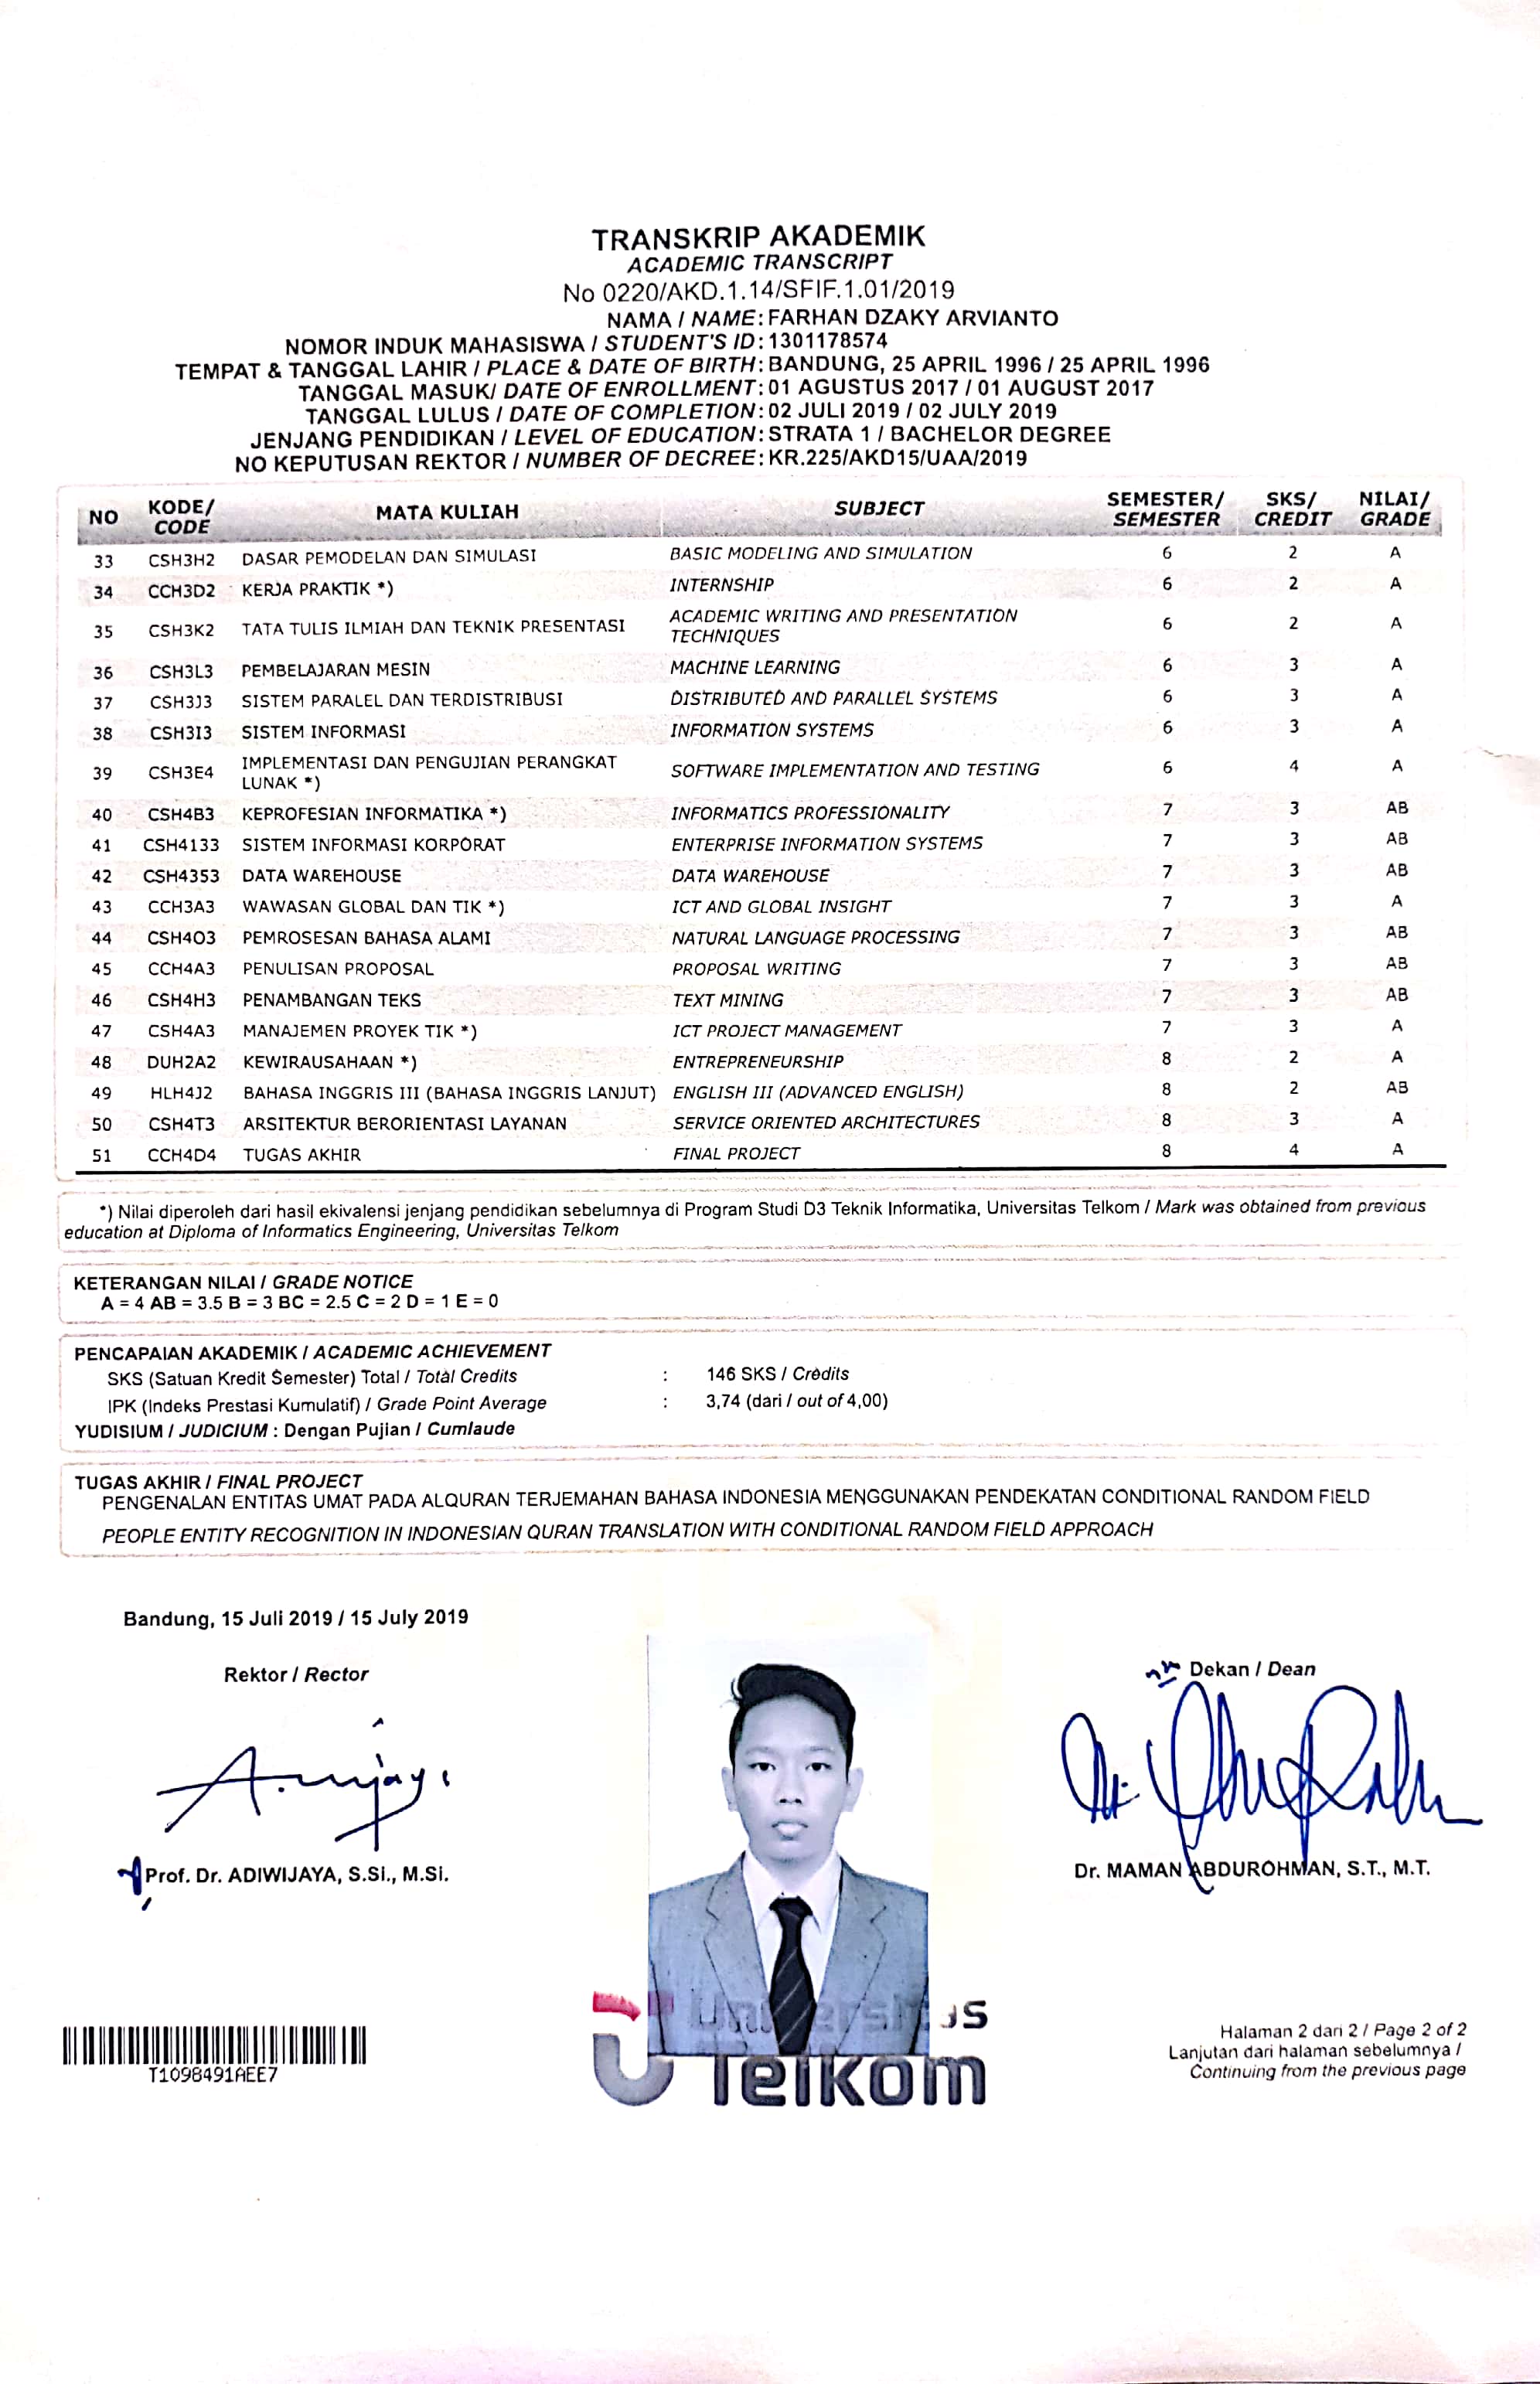 TRANSKRIP AKADEMIK
ACADEMIC TRANSCRIPT
No 0220/AKD.1.14/SFIF.1.01/2019
NAMA / NAME: FARHAN DZAKY ARVIANTO
NOMOR INDUK MAHASISWA / STUDENT'S ID: 1301178574
TEMPAT & TANGGAL LAHIR / PLACE & DATE OF BIRTH: BANDUNG, 25 APRIL 1996 / 25 APRIL 1996
TANGGAL MASUK/ DATE OF ENROLLMENT: 01 AGUSTUS 2017 / 01 AUGUST 2017
TANGGAL LULUS / DATE OF COMPLETION: 02 JULI 2019 / 02 JULY 2019
JENJANG PENDIDIKAN / LEVEL OF EDUCATION: STRATA 1 / BACHELOR DEGREE
NO KEPUTUSAN REKTOR / NUMBER OF DECREE: KR.225/AKD15/UAA/2019
NO KODE/ CODE MATA KULIAH SUBJECT SEMESTER/ SEMESTER SKS/ CREDIT NILAI/ GRADE
33 CSH3H2 DASAR PEMODELAN DAN SIMULASI BASIC MODELING AND SIMULATION 6 2 A
34 CCH3D2 KERJA PRAKTIK *) INTERNSHIP 6 2 A
35 CSH3K2 TATA TULIS ILMIAH DAN TEKNIK PRESENTASI ACADEMIC WRITING AND PRESENTATION TECHNIQUES 6 2 A
36 CSH3L3 PEMBELAJARAN MESIN MACHINE LEARNING 6 3 A
37 CSH3J3 SISTEM PARALEL DAN TERDISTRIBUSI DISTRIBUTED AND PARALLEL SYSTEMS 6 3 A
38 CSH3I3 SISTEM INFORMASI INFORMATION SYSTEMS 6 3 A
39 CSH3E4 IMPLEMENTASI DAN PENGUJIAN PERANGKAT LUNAK *) SOFTWARE IMPLEMENTATION AND TESTING 6 4 A
40 CSH4B3 KEPROFESIAN INFORMATIKA *) INFORMATICS PROFESSIONALITY 7 3 AB
41 CSH4133 SISTEM INFORMASI KORPORAT ENTERPRISE INFORMATION SYSTEMS 7 3 AB
42 CSH4353 DATA WAREHOUSE DATA WAREHOUSE 7 3 AB
43 CCH3A3 WAWASAN GLOBAL DAN TIK *) ICT AND GLOBAL INSIGHT 7 3 A
44 CSH4O3 PEMROSESAN BAHASA ALAMI NATURAL LANGUAGE PROCESSING 7 3 AB
45 CCH4A3 PENULISAN PROPOSAL PROPOSAL WRITING 7 3 AB
46 CSH4H3 PENAMBANGAN TEKS TEXT MINING 7 3 AB
47 CSH4A3 MANAJEMEN PROYEK TIK *) ICT PROJECT MANAGEMENT 7 3 A
48 DUH2A2 KEWIRAUSAHAAN *) ENTREPRENEURSHIP 8 2 A
49 HLH4J2 BAHASA INGGRIS III (BAHASA INGGRIS LANJUT) ENGLISH III (ADVANCED ENGLISH) 8 2 AB
50 CSH4T3 ARSITEKTUR BERORIENTASI LAYANAN SERVICE ORIENTED ARCHITECTURES 8 3 A
51 CCH4D4 TUGAS AKHIR FINAL PROJECT 8 4 A
*) Nilai diperoleh dari hasil ekivalensi jenjang pendidikan sebelumnya di Program Studi D3 Teknik Informatika, Universitas Telkom / Mark was obtained from previous
education at Diploma of Informatics Engineering, Universitas Telkom
KETERANGAN NILAI / GRADE NOTICE
A = 4 AB = 3.5 B = 3 BC = 2.5 C = 2 D = 1 E = 0
PENCAPAIAN AKADEMIK / ACADEMIC ACHIEVEMENT
SKS (Satuan Kredit Semester) Total / Total Credits : 146 SKS / Credits
IPK (Indeks Prestasi Kumulatif) / Grade Point Average : 3,74 (dari / out of 4,00)
YUDISIUM / JUDICIUM : Dengan Pujian / Cumlaude
TUGAS AKHIR / FINAL PROJECT
PENGENALAN ENTITAS UMAT PADA ALQURAN TERJEMAHAN BAHASA INDONESIA MENGGUNAKAN PENDEKATAN CONDITIONAL RANDOM FIELD
PEOPLE ENTITY RECOGNITION IN INDONESIAN QURAN TRANSLATION WITH CONDITIONAL RANDOM FIELD APPROACH
Bandung, 15 Juli 2019 / 15 July 2019
Rektor / Rector
Dekan / Dean
Prof. Dr. ADIWIJAYA, S.Si., M.Si.
Dr. MAMAN ABDUROHMAN, S.T., M.T.
Universitas
Telkom
T1098491AEE7
Halaman 2 dari 2 / Page 2 of 2
Lanjutan dari halaman sebelumnya /
Continuing from the previous page